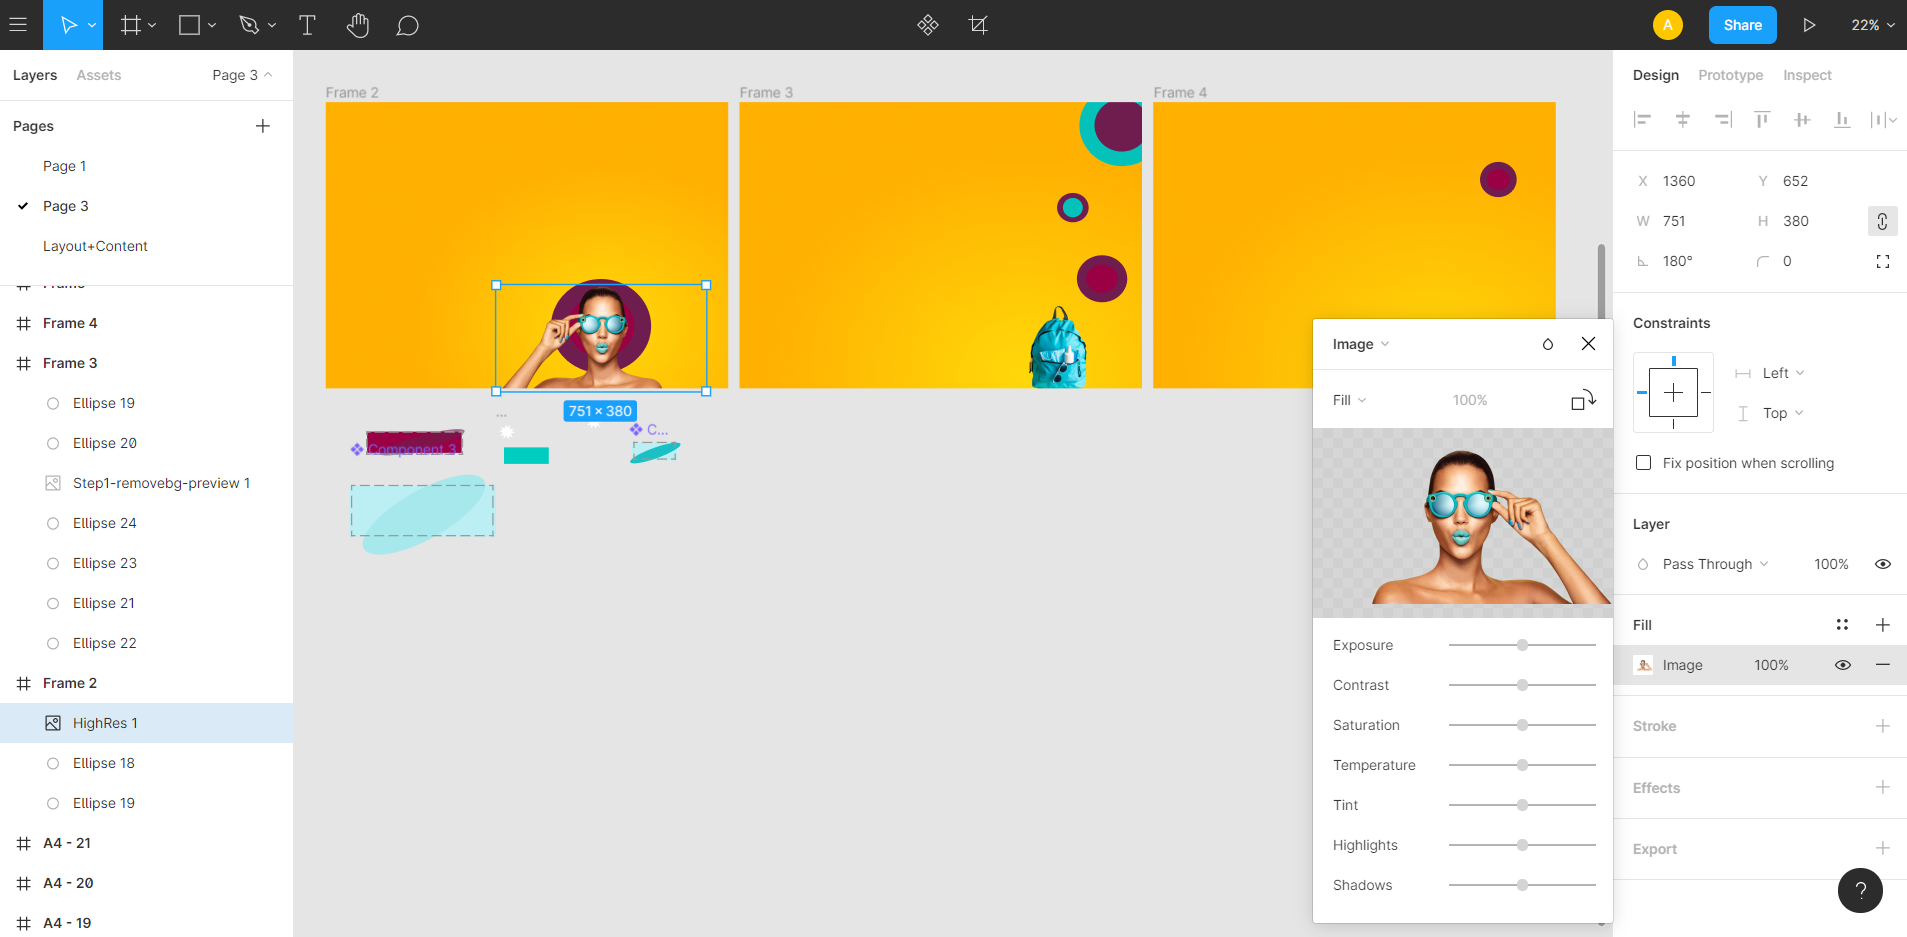 A
Share
22%
Layers
Assets
Page 3
Pages
Page 1
Page 3
Layout+Content
Frame 4
Frame 3
Ellipse 19
Ellipse 20
Step1-removebg-preview 1
Ellipse 24
Ellipse 23
Ellipse 21
Ellipse 22
Frame 2
HighRes 1
Ellipse 18
Ellipse 19
A4 - 21
A4 - 20
A4 - 19
Frame 2
Frame 3
Frame 4
751 × 380
...
C...
Component 3
Image
Fill
100%
Exposure
Contrast
Saturation
Temperature
Tint
Highlights
Shadows
Design
Prototype
Inspect
X 1360
Y 652
W 751
H 380
180°
0
Constraints
Left
Top
Fix position when scrolling
Layer
Pass Through
100%
Fill
Image
100%
Stroke
Effects
Export
?